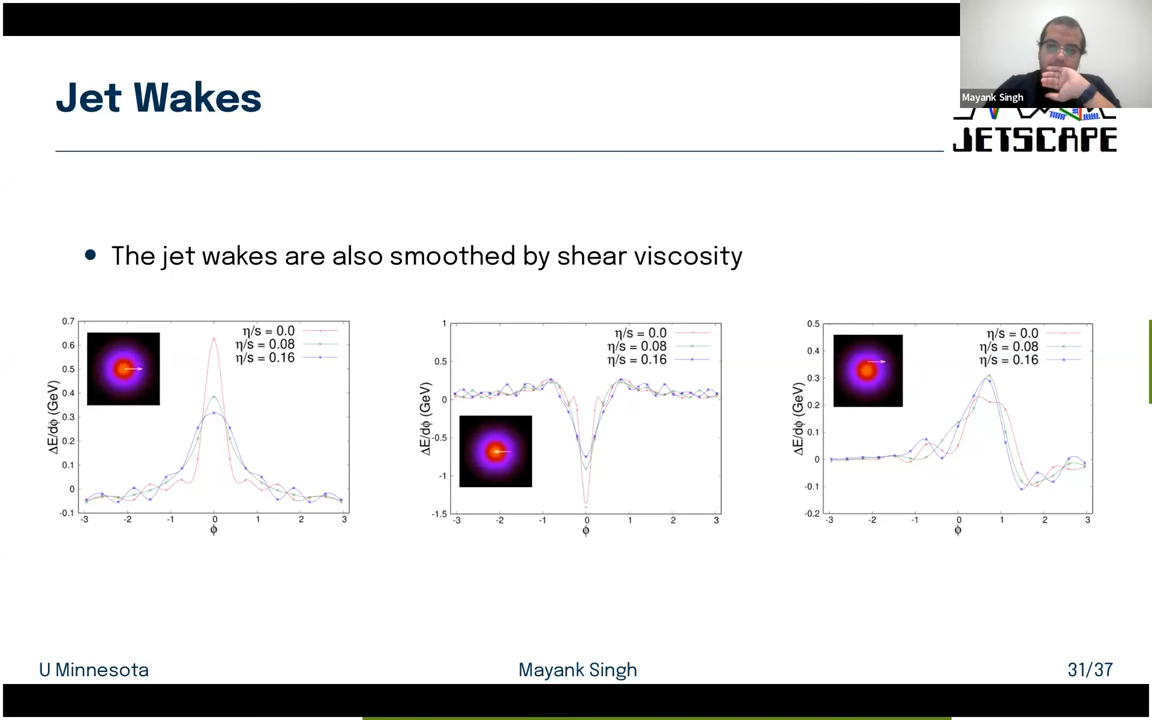 Mayank Singh
JETSCAPE
Jet Wakes
• The jet wakes are also smoothed by shear viscosity
0.7
0.6
0.5
0.4
0.3
0.2
0.1
0
-0.1
ΔE/dϕ (GeV)
η/s = 0.0
η/s = 0.08
η/s = 0.16
-3 -2 -1 0 1 2 3
ϕ
1
0.5
0
-0.5
-1
-1.5
ΔE/dϕ (GeV)
η/s = 0.0
η/s = 0.08
η/s = 0.16
-3 -2 -1 0 1 2 3
ϕ
0.5
0.4
0.3
0.2
0.1
0
-0.1
-0.2
ΔE/dϕ (GeV)
η/s = 0.0
η/s = 0.08
η/s = 0.16
-3 -2 -1 0 1 2 3
ϕ
U Minnesota
Mayank Singh
31/37